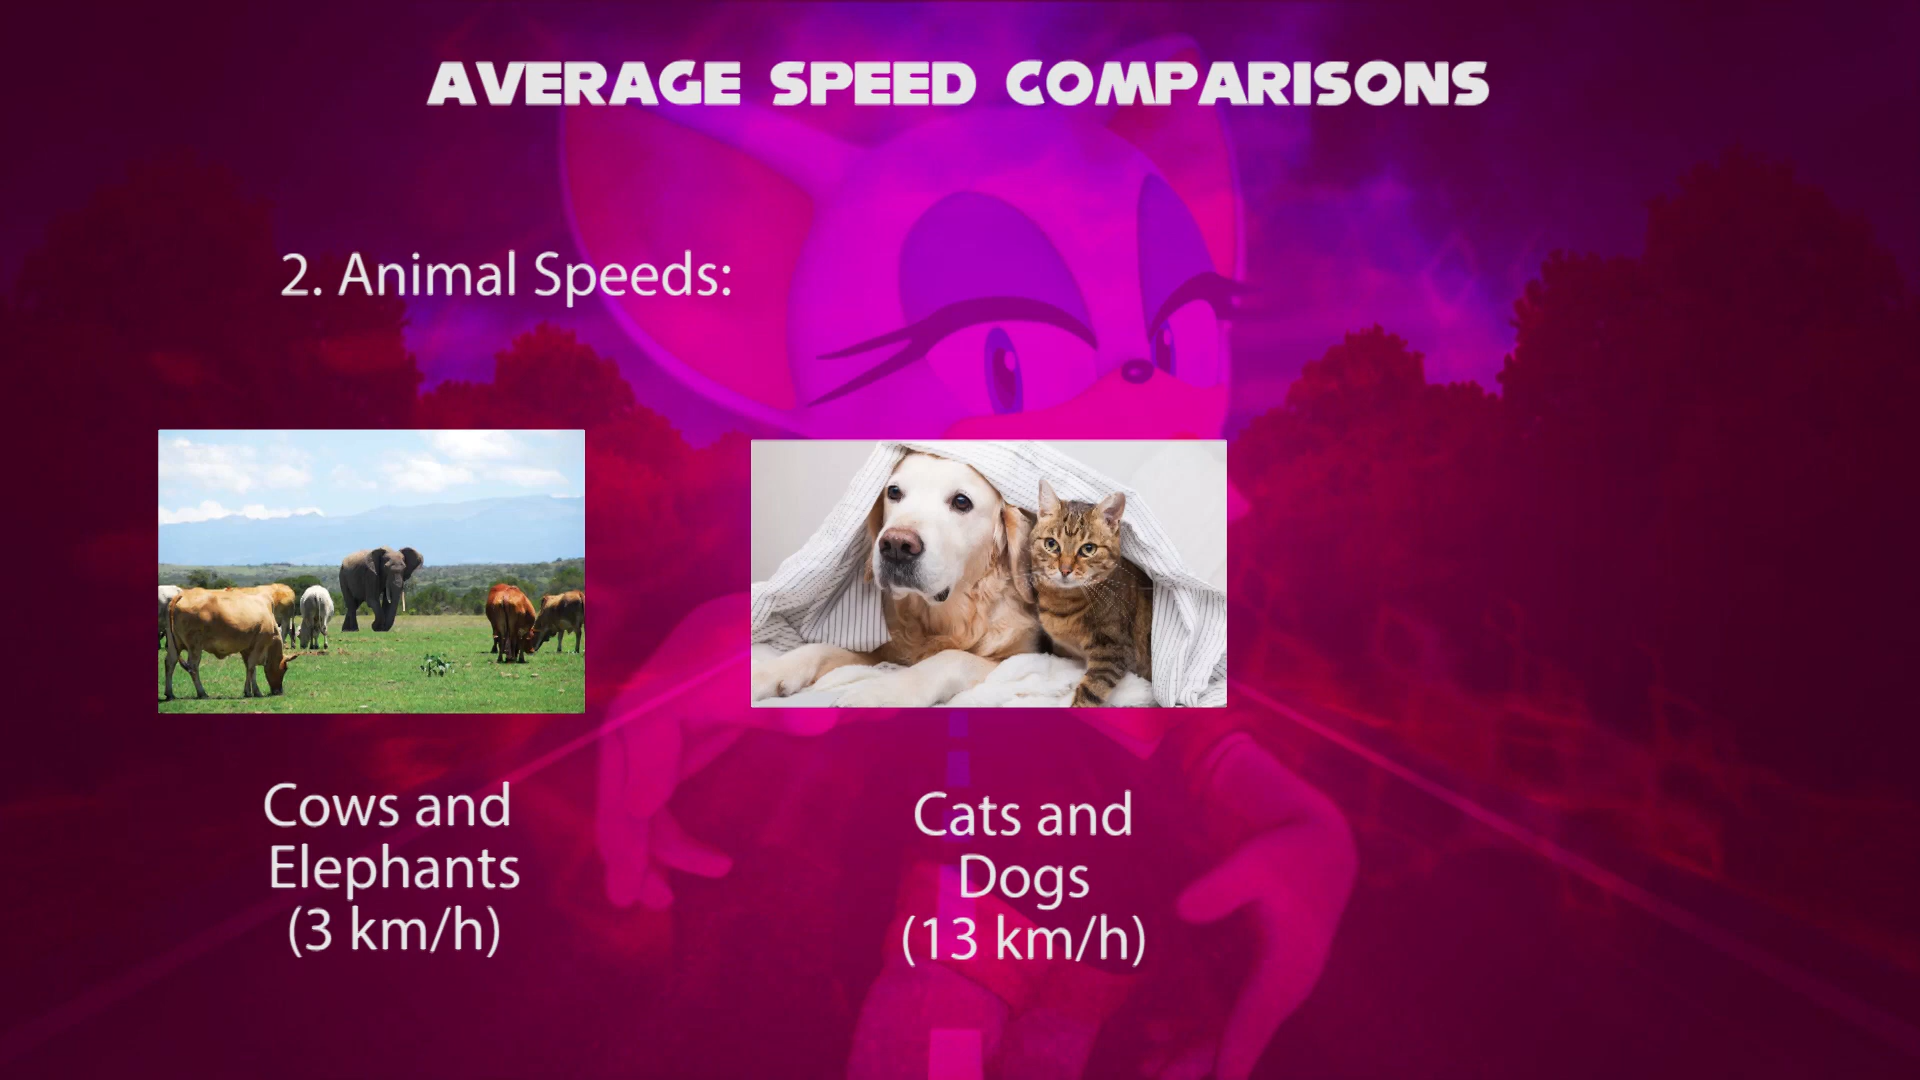 AVERAGE SPEED COMPARISONS
2. Animal Speeds:
Cows and
Elephants
(3 km/h)
Cats and
Dogs
(13 km/h)